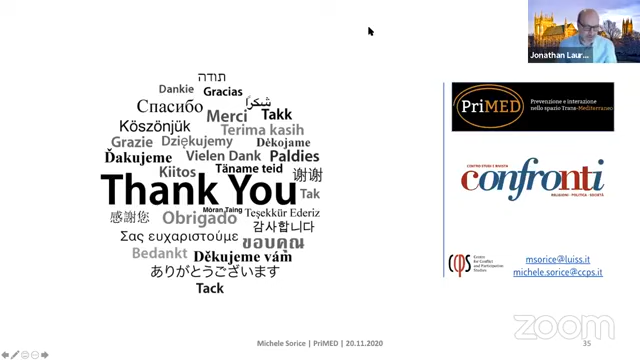 Jonathan Laur...
תודה
Dankie
Gracias
Спасибо
شكراً
Merci
Takk
Köszönjük
Terima kasih
Grazie
Dziękujemy
Dėkojame
Ďakujeme
Vielen Dank
Paldies
Kiitos
Täname teid
谢谢
Thank You
Tak
感謝您
Obrigado
Teşekkür Ederiz
감사합니다
Σας ευχαριστούμε
ขอบคุณ
Bedankt
Děkujeme vám
ありがとうございます
Tack
PriMED
Prevenzione e interazione
nello spazio Trans-Mediterraneo
CENTRO STUDI E RIVISTA
confronti
RELIGIONI · POLITICA · SOCIETÀ
CCPS
Centre
for Conflict
and Participation
Studies
msorice@luiss.it
michele.sorice@ccps.it
Michele Sorice | PriMED | 20.11.2020
35
zoom